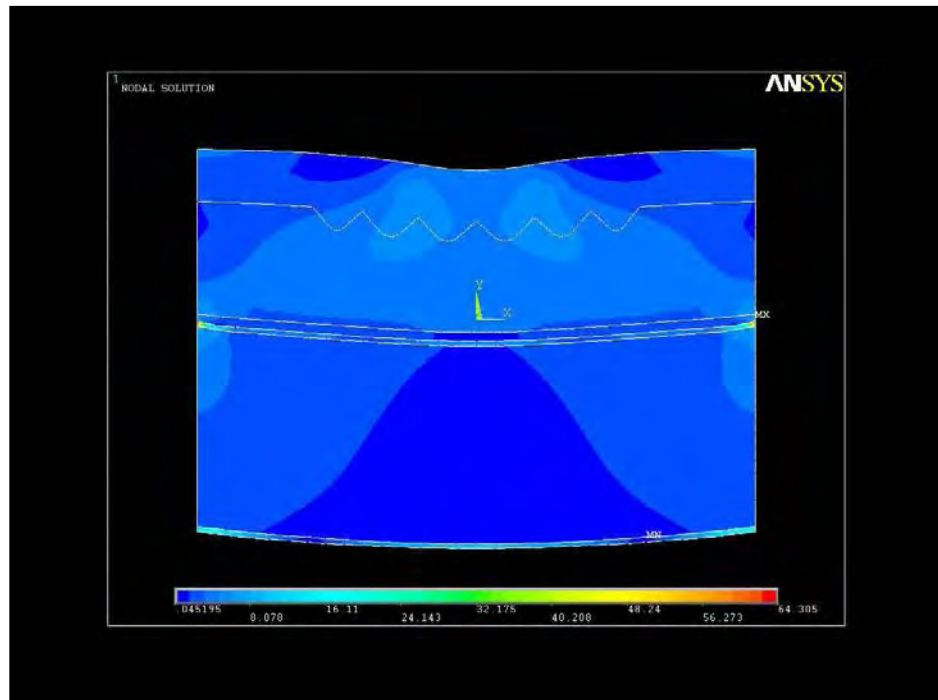 1
NODAL SOLUTION
ANSYS
Y
X
MX
MN
.045195
8.078
16.11
24.143
32.175
40.208
48.24
56.273
64.305